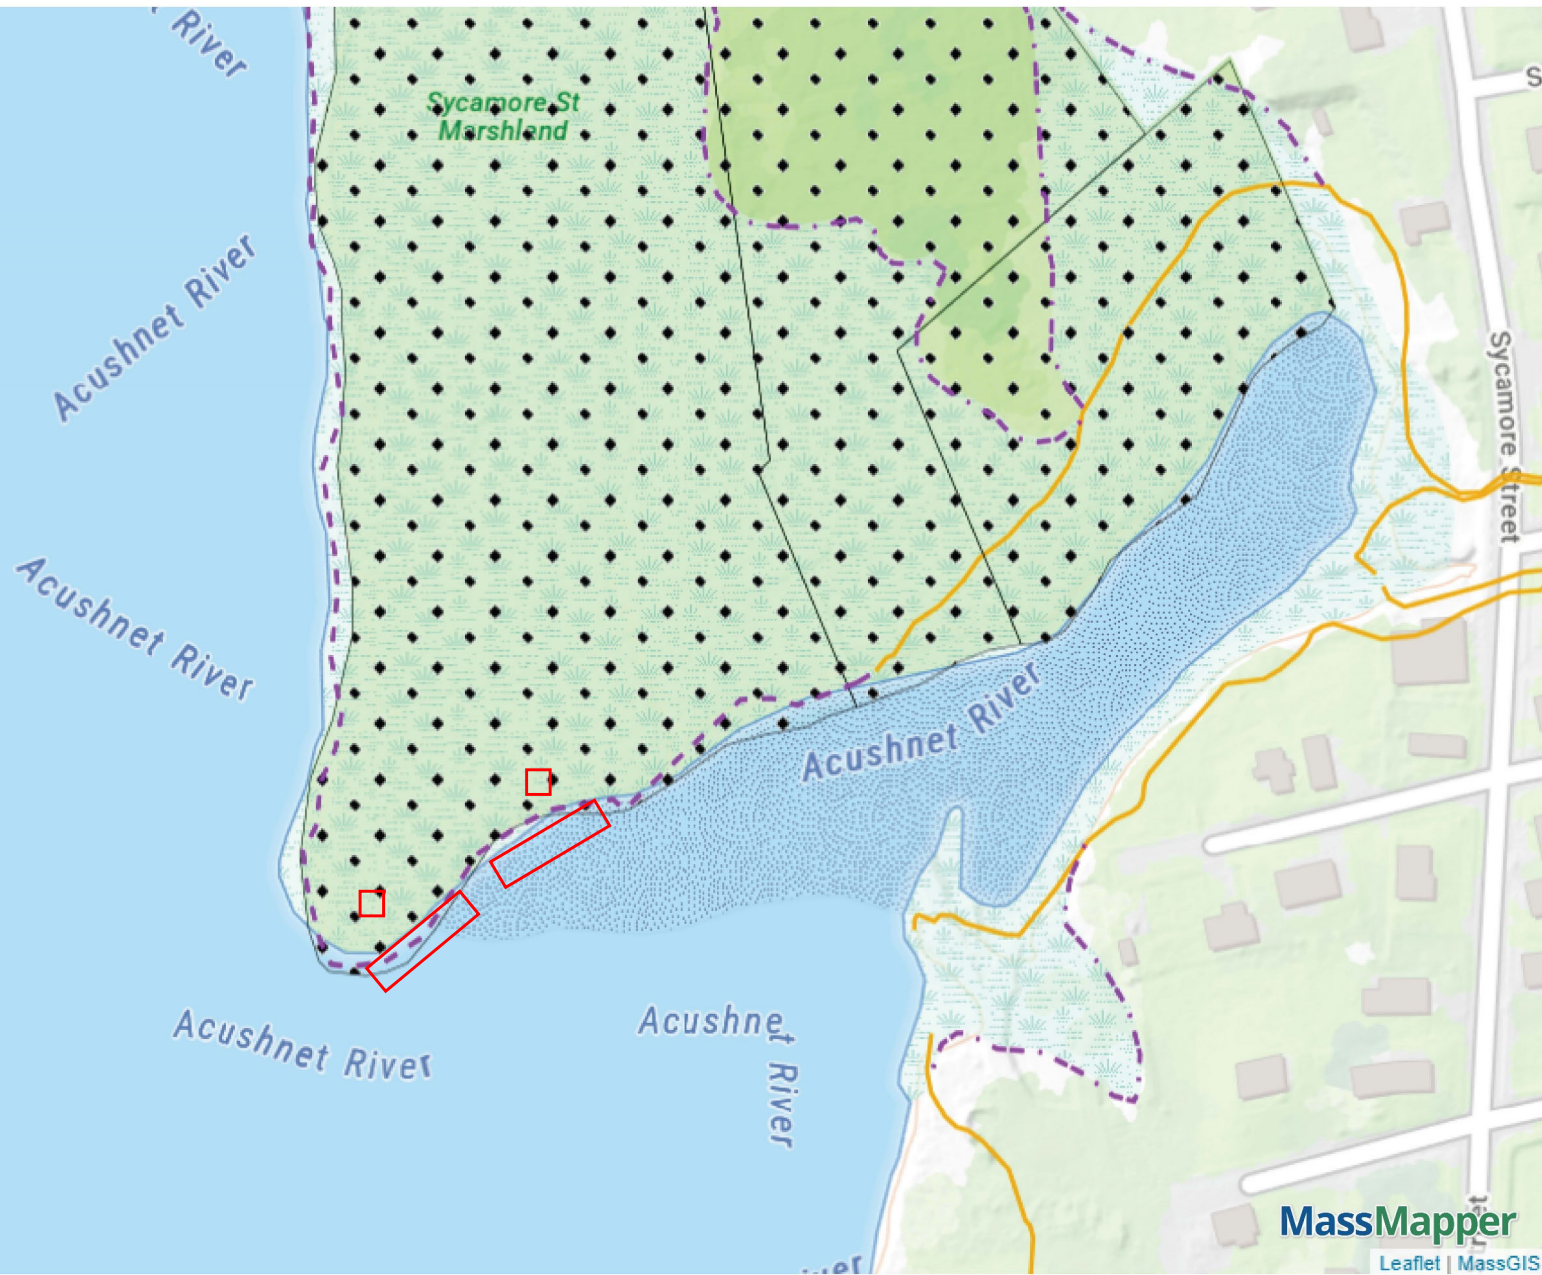 River
S
Sycamore St
Marshland
Acushnet River
Sycamore Street
Acushnet River
Acushnet River
Acushnet River
Acushnet River
MassMapper
Leaflet | MassGIS